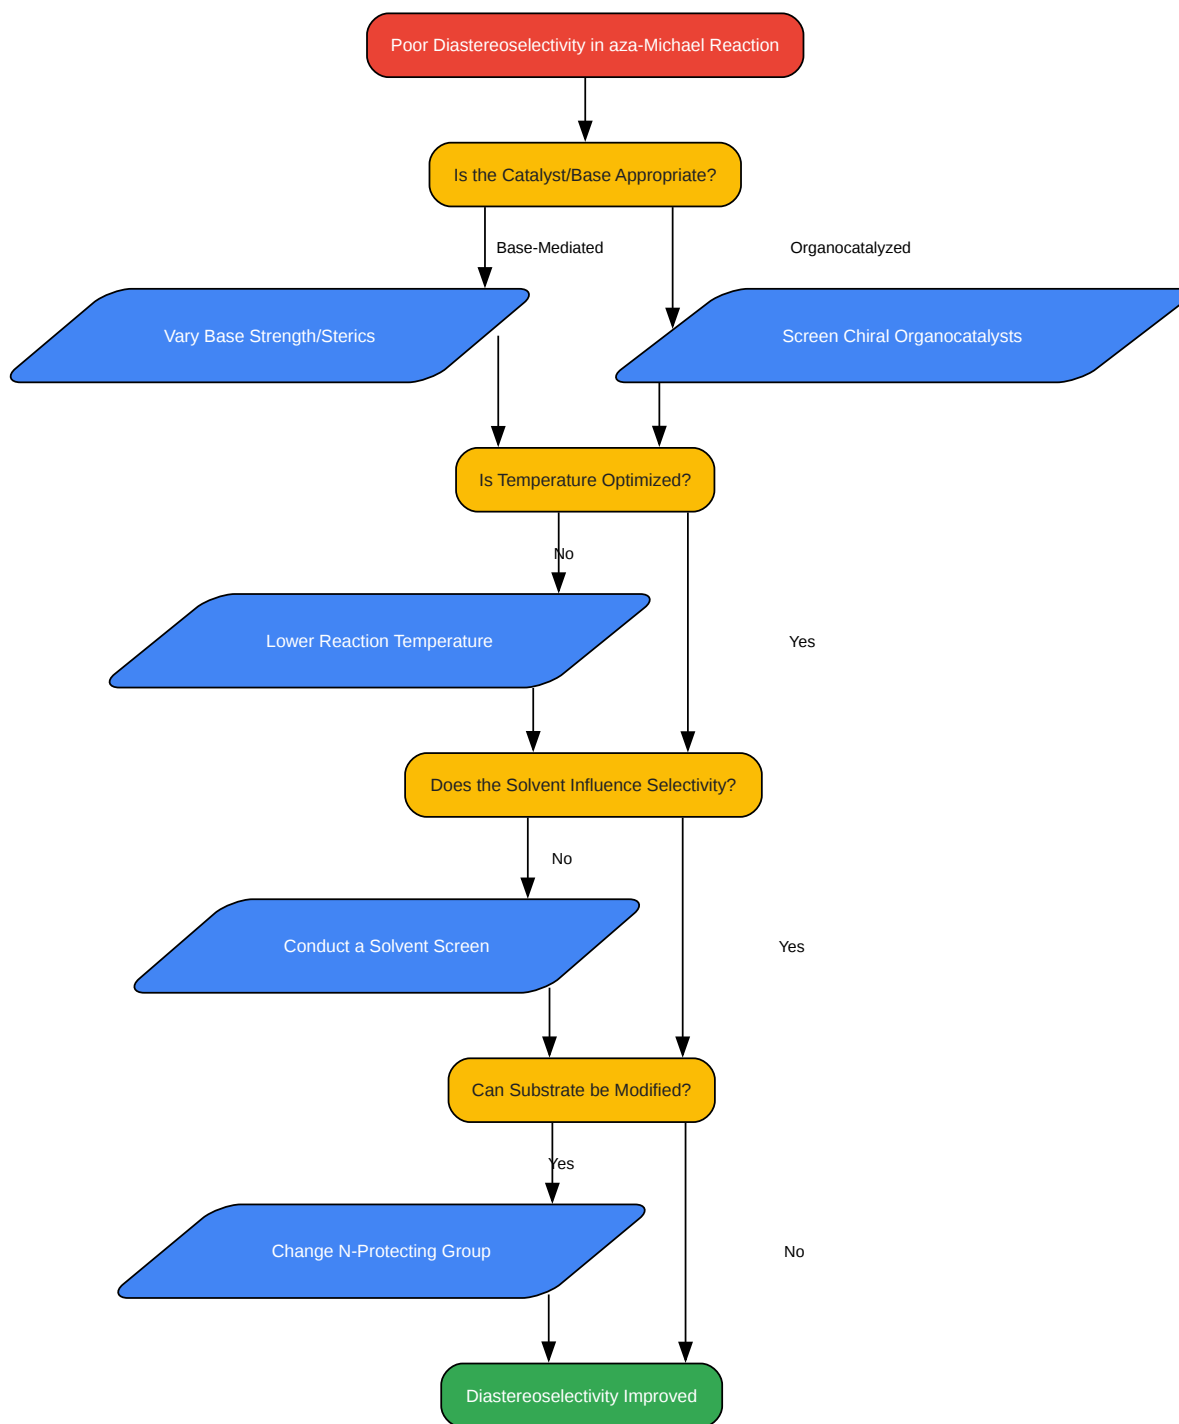 Poor Diastereoselectivity in aza-Michael Reaction
Is the Catalyst/Base Appropriate?
Base-Mediated
Organocatalyzed
Vary Base Strength/Sterics
Screen Chiral Organocatalysts
Is Temperature Optimized?
No
Lower Reaction Temperature
Yes
Does the Solvent Influence Selectivity?
No
Conduct a Solvent Screen
Yes
Can Substrate be Modified?
Yes
Change N-Protecting Group
No
Diastereoselectivity Improved